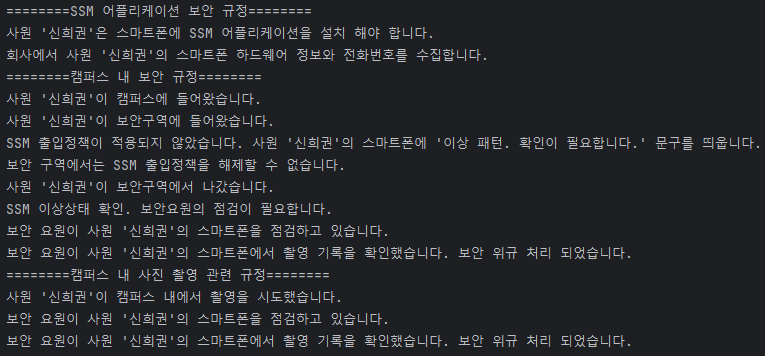 ========SSM 어플리케이션 보안 규정========
사원 '신희권'은 스마트폰에 SSM 어플리케이션을 설치 해야 합니다.
회사에서 사원 '신희권'의 스마트폰 하드웨어 정보와 전화번호를 수집합니다.
========캠퍼스 내 보안 규정========
사원 '신희권'이 캠퍼스에 들어왔습니다.
사원 '신희권'이 보안구역에 들어왔습니다.
SSM 출입정책이 적용되지 않았습니다. 사원 '신희권'의 스마트폰에 '이상 패턴. 확인이 필요합니다.' 문구를 띄웁니다.
보안 구역에서는 SSM 출입정책을 해제할 수 없습니다.
사원 '신희권'이 보안구역에서 나갔습니다.
SSM 이상상태 확인. 보안요원의 점검이 필요합니다.
보안 요원이 사원 '신희권'의 스마트폰을 점검하고 있습니다.
보안 요원이 사원 '신희권'의 스마트폰에서 촬영 기록을 확인했습니다. 보안 위규 처리 되었습니다.
========캠퍼스 내 사진 촬영 관련 규정========
사원 '신희권'이 캠퍼스 내에서 촬영을 시도했습니다.
보안 요원이 사원 '신희권'의 스마트폰을 점검하고 있습니다.
보안 요원이 사원 '신희권'의 스마트폰에서 촬영 기록을 확인했습니다. 보안 위규 처리 되었습니다.